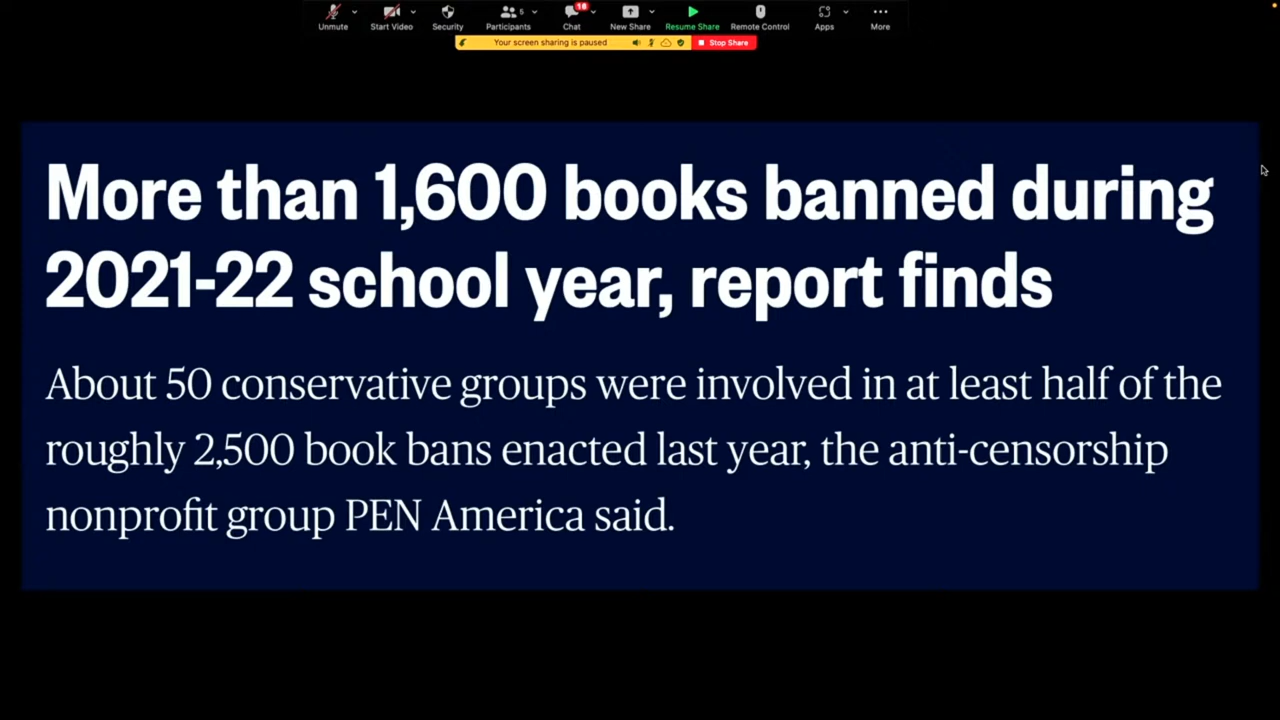 Unmute
Start Video
Security
Participants
5
Chat
16
New Share
Resume Share
Remote Control
Apps
More
Your screen sharing is paused
Stop Share
More than 1,600 books banned during
2021-22 school year, report finds
About 50 conservative groups were involved in at least half of the
roughly 2,500 book bans enacted last year, the anti-censorship
nonprofit group PEN America said.